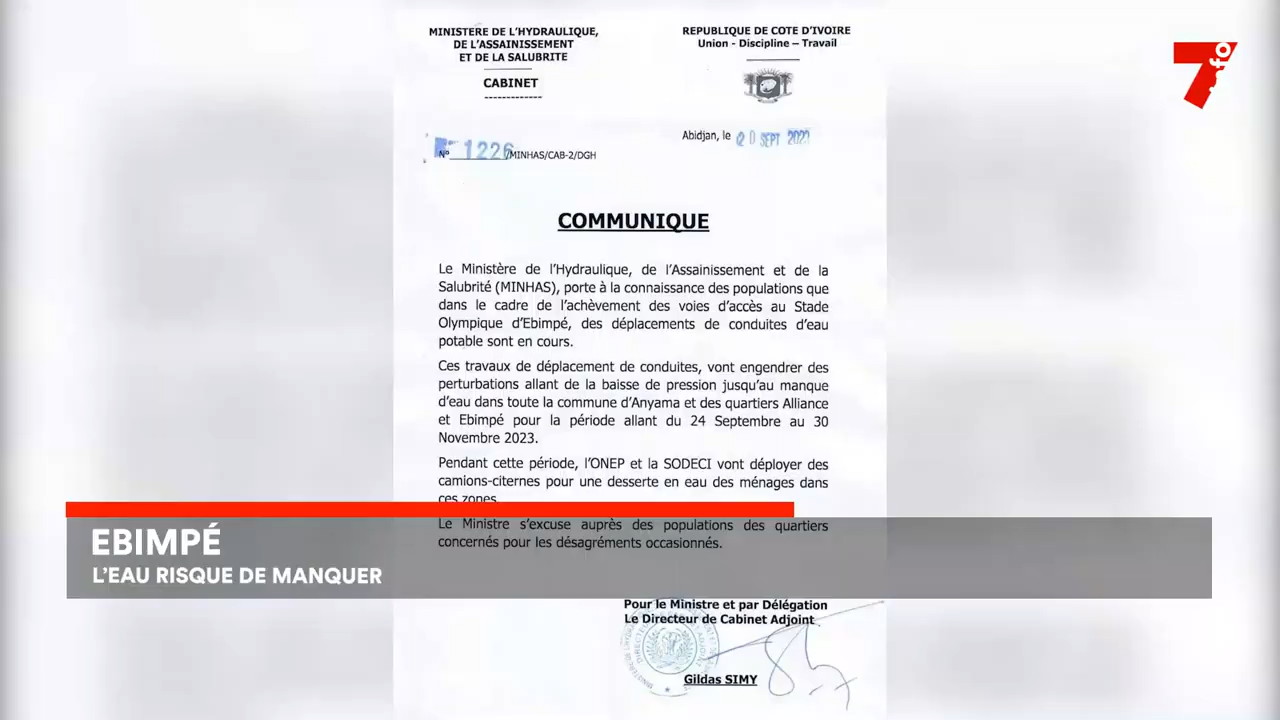 MINISTERE DE L'HYDRAULIQUE,
DE L'ASSAINISSEMENT
ET DE LA SALUBRITE
CABINET
REPUBLIQUE DE COTE D'IVOIRE
Union - Discipline – Travail
7
.fo
Abidjan, le 20 SEPT 2023
N° 1226/MINHAS/CAB-2/DGH
COMMUNIQUE
Le Ministère de l'Hydraulique, de l'Assainissement et de la
Salubrité (MINHAS), porte à la connaissance des populations que
dans le cadre de l'achèvement des voies d'accès au Stade
Olympique d'Ebimpé, des déplacements de conduites d'eau
potable sont en cours.
Ces travaux de déplacement de conduites, vont engendrer des
perturbations allant de la baisse de pression jusqu'au manque
d'eau dans toute la commune d'Anyama et des quartiers Alliance
et Ebimpé pour la période allant du 24 Septembre au 30
Novembre 2023.
Pendant cette période, l'ONEP et la SODECI vont déployer des
camions-citernes pour une desserte en eau des ménages dans
ces zones.
Le Ministre s'excuse auprès des populations des quartiers
concernés pour les désagréments occasionnés.
EBIMPÉ
L'EAU RISQUE DE MANQUER
Pour le Ministre et par Délégation
Le Directeur de Cabinet Adjoint
Gildas SIMY